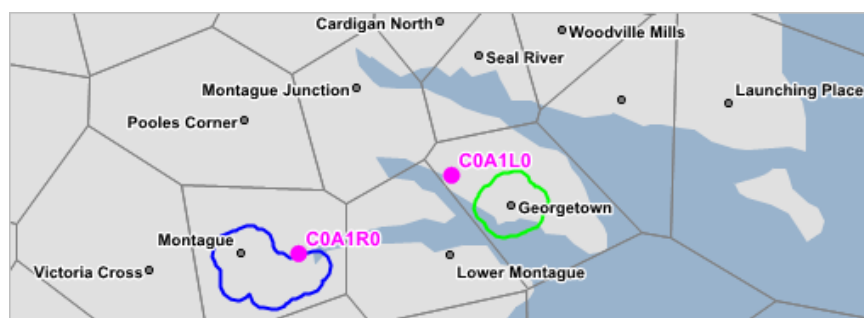 Cardigan North
Woodville Mills
Seal River
Montague Junction
Launching Place
Pooles Corner
C0A1L0
Georgetown
Montague
C0A1R0
Victoria Cross
Lower Montague